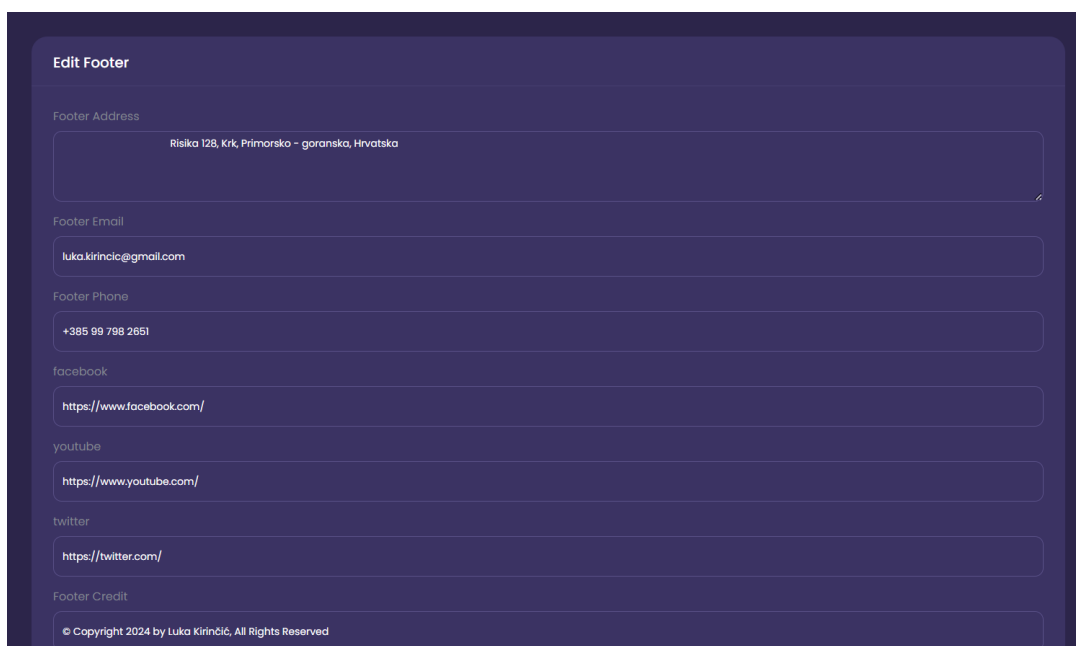 Edit Footer
Footer Address
Risika 128, Krk, Primorsko - goranska, Hrvatska
Footer Email
luka.kirincic@gmail.com
Footer Phone
+385 99 798 2651
facebook
https://www.facebook.com/
youtube
https://www.youtube.com/
twitter
https://twitter.com/
Footer Credit
© Copyright 2024 by Luka Kirinčić, All Rights Reserved